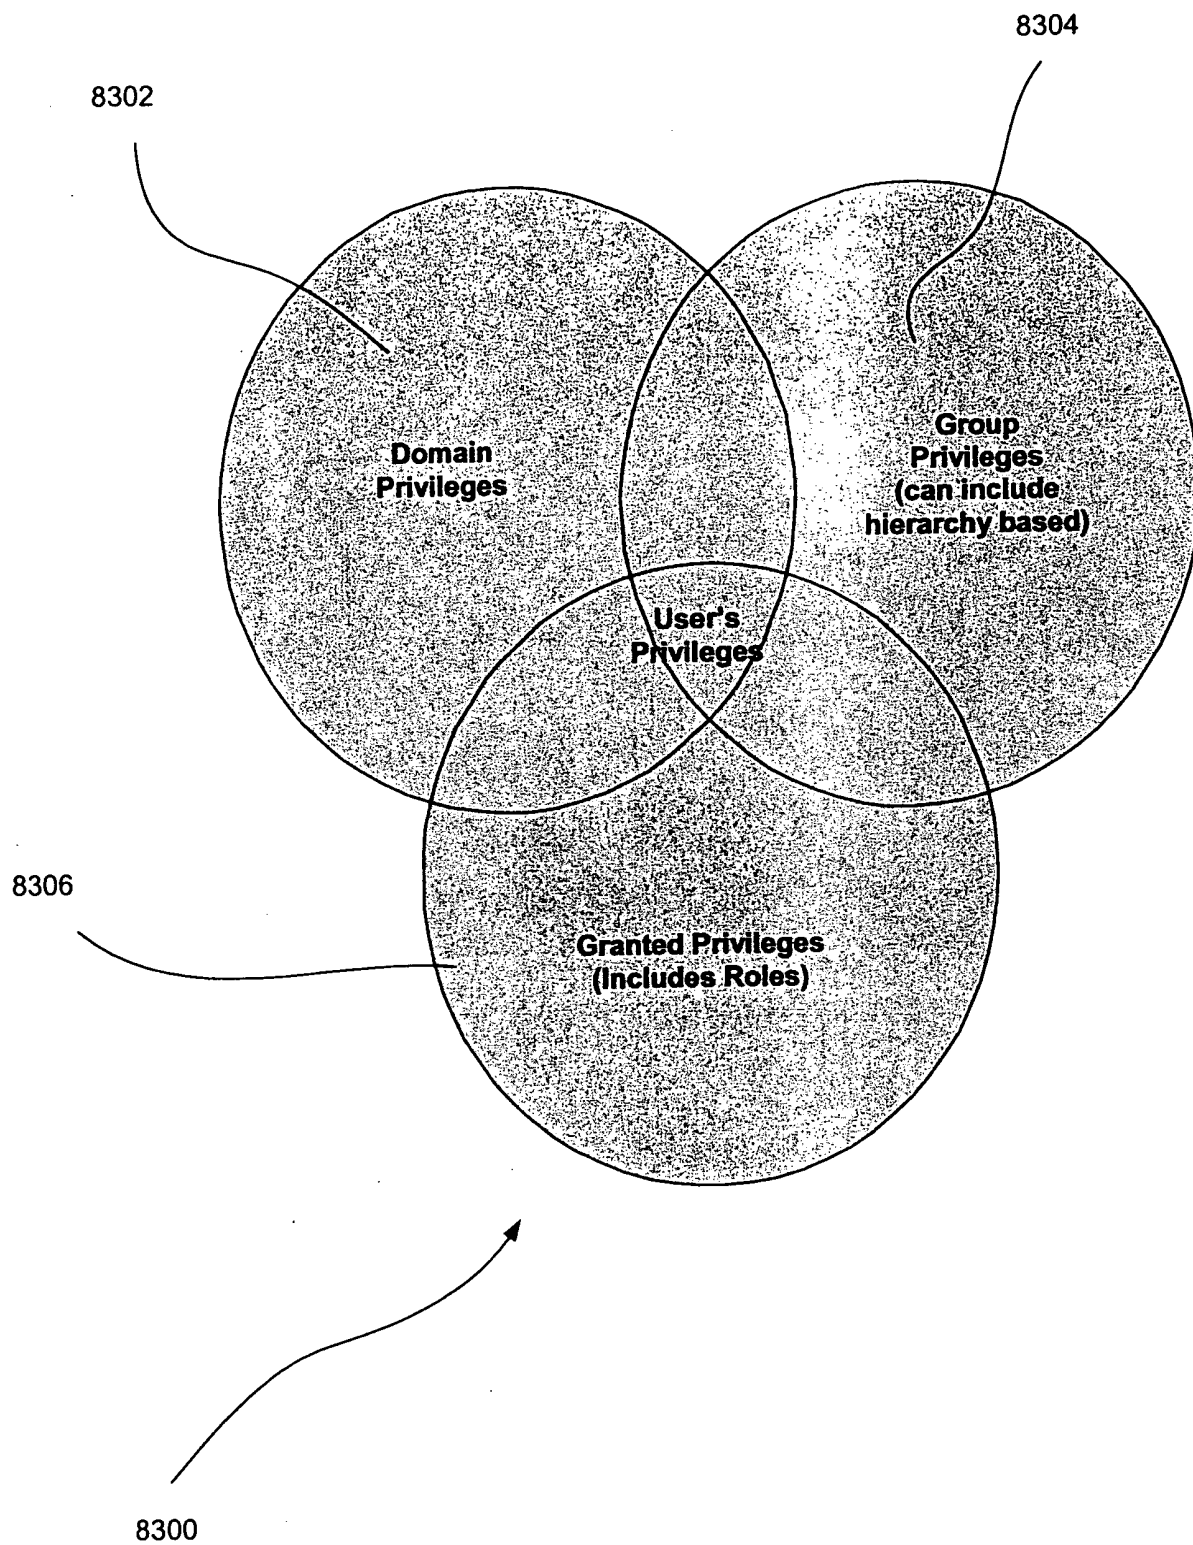 8304
8302
Domain
Privileges
Group
Privileges
(can include
hierarchy based)
User's
Privileges
8306
Granted Privileges
(Includes Roles)
8300